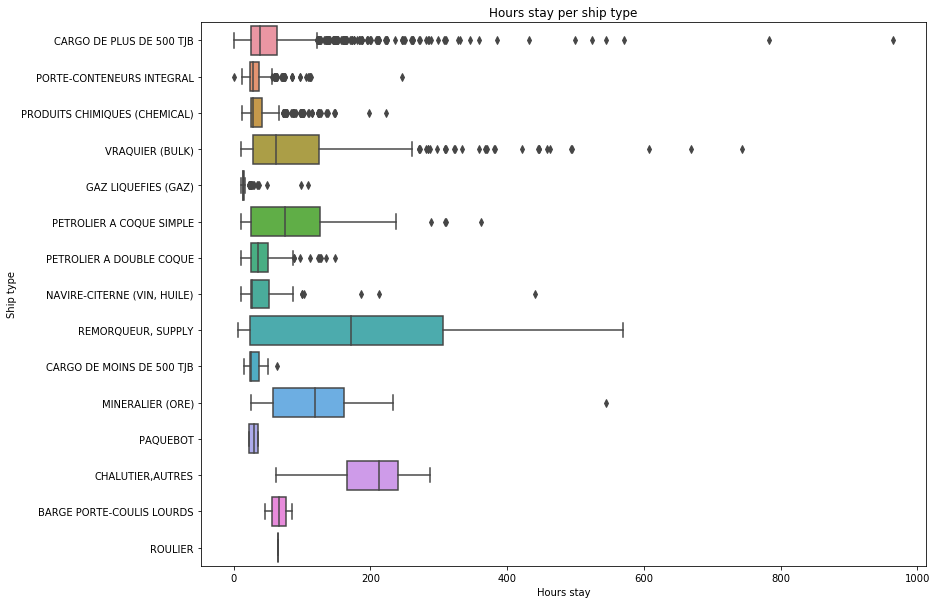 Hours stay per ship type
Ship type
CARGO DE PLUS DE 500 TJB
PORTE-CONTENEURS INTEGRAL
PRODUITS CHIMIQUES (CHEMICAL)
VRAQUIER (BULK)
GAZ LIQUEFIES (GAZ)
PETROLIER A COQUE SIMPLE
PETROLIER A DOUBLE COQUE
NAVIRE-CITERNE (VIN, HUILE)
REMORQUEUR, SUPPLY
CARGO DE MOINS DE 500 TJB
MINERALIER (ORE)
PAQUEBOT
CHALUTIER,AUTRES
BARGE PORTE-COULIS LOURDS
ROULIER
0 200 400 600 800 1000
Hours stay